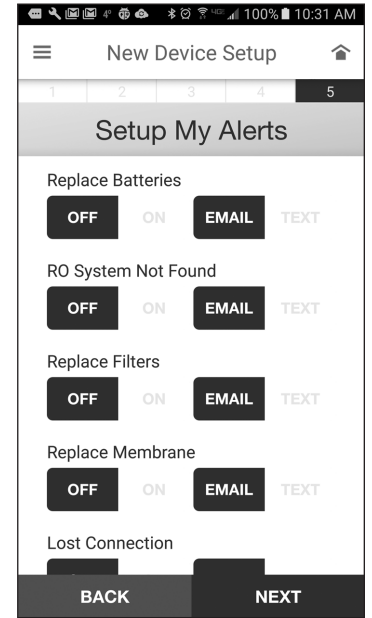 4° 4G 100% 10:31 AM
New Device Setup
1 2 3 4 5
Setup My Alerts
Replace Batteries
OFF ON EMAIL TEXT
RO System Not Found
OFF ON EMAIL TEXT
Replace Filters
OFF ON EMAIL TEXT
Replace Membrane
OFF ON EMAIL TEXT
Lost Connection
BACK NEXT